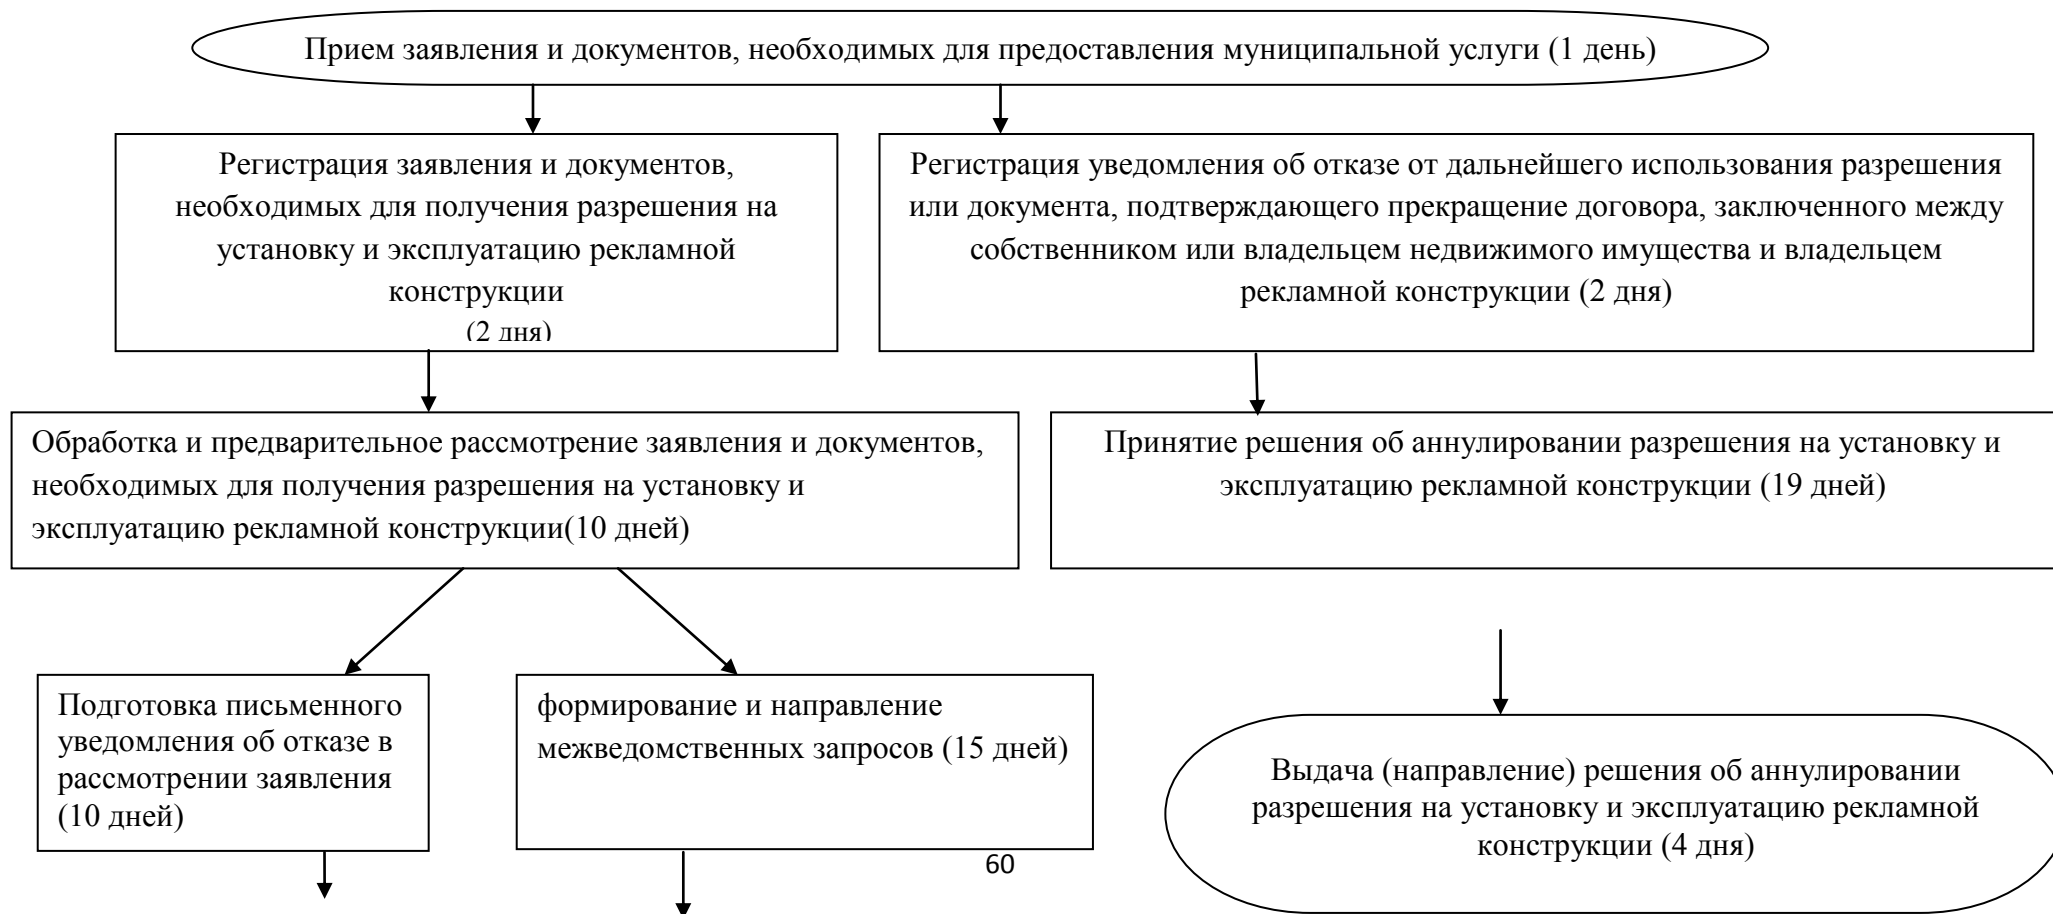 Прием заявления и документов, необходимых для предоставления муниципальной услуги (1 день)
Регистрация заявления и документов,
необходимых для получения разрешения на
установку и эксплуатацию рекламной
конструкции
(2 дня)
Регистрация уведомления об отказе от дальнейшего использования разрешения
или документа, подтверждающего прекращение договора, заключенного между
собственником или владельцем недвижимого имущества и владельцем
рекламной конструкции (2 дня)
Обработка и предварительное рассмотрение заявления и документов,
необходимых для получения разрешения на установку и
эксплуатацию рекламной конструкции(10 дней)
Принятие решения об аннулировании разрешения на установку и
эксплуатацию рекламной конструкции (19 дней)
Подготовка письменного
уведомления об отказе в
рассмотрении заявления
(10 дней)
формирование и направление
межведомственных запросов (15 дней)
Выдача (направление) решения об аннулировании
разрешения на установку и эксплуатацию рекламной
конструкции (4 дня)
60